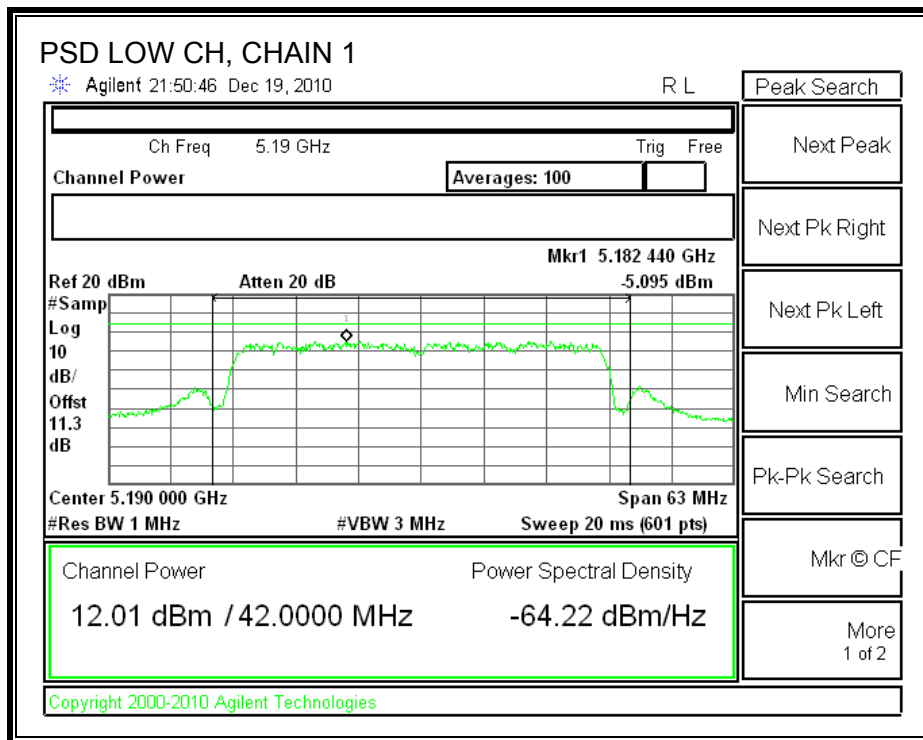 PSD LOW CH, CHAIN 1
Agilent 21:50:46 Dec 19, 2010 R L
Peak Search
Ch Freq 5.19 GHz Trig Free
Channel Power Averages: 100
Mkr1 5.182 440 GHz
Ref 20 dBm Atten 20 dB -5.095 dBm
#Samp
Log
10
dB/
Offst
11.3
dB
1
Center 5.190 000 GHz Span 63 MHz
#Res BW 1 MHz #VBW 3 MHz Sweep 20 ms (601 pts)
Channel Power Power Spectral Density
12.01 dBm / 42.0000 MHz -64.22 dBm/Hz
Next Peak
Next Pk Right
Next Pk Left
Min Search
Pk-Pk Search
Mkr © CF
More
1 of 2
Copyright 2000-2010 Agilent Technologies